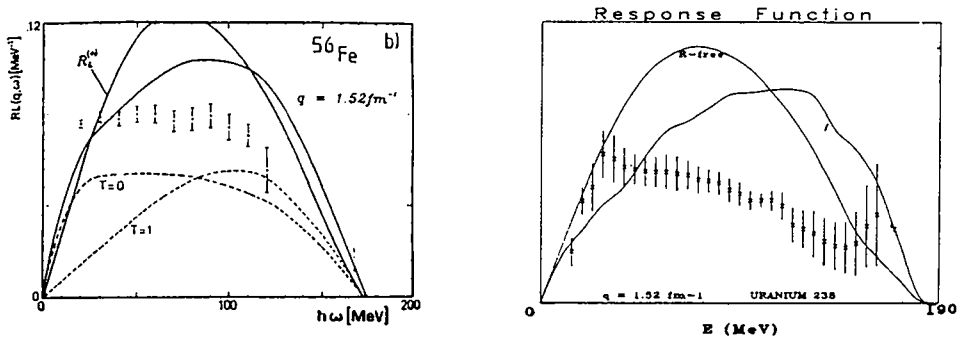 .12
RL(q,ω)[MeV⁻¹]
.0
R_L^(o)
⁵⁶Fe
b)
q = 1.52fm⁻¹
T=0
T=1
0
100
200
ħω[MeV]
Response Function
R-free
q = 1.52 fm-1 URANIUM 238
0
190
E (MeV)